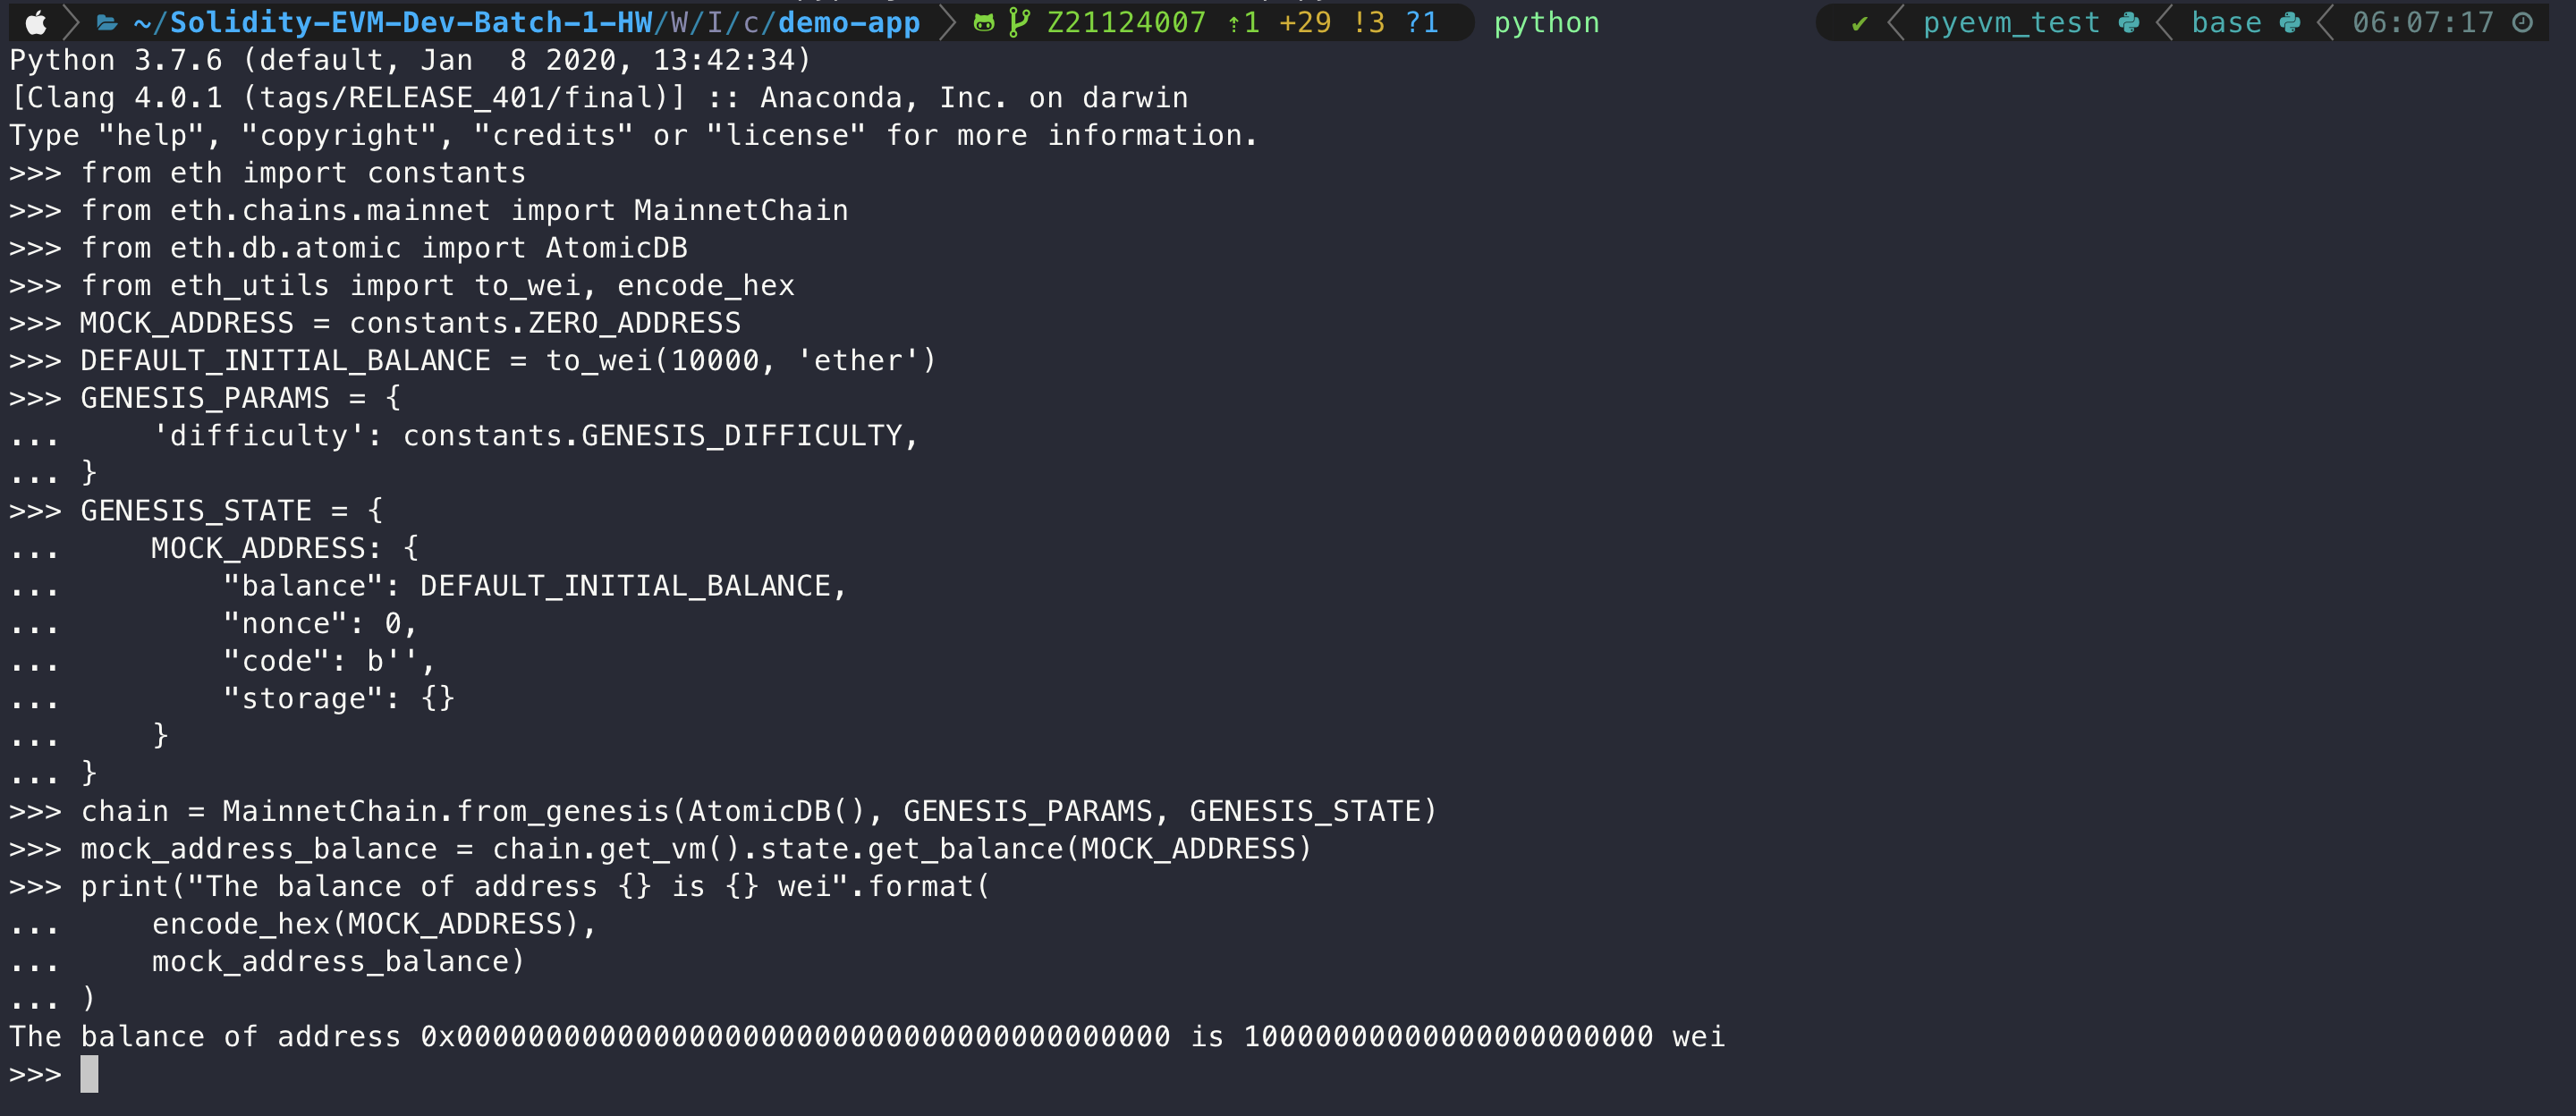 ~/Solidity-EVM-Dev-Batch-1-HW/W/I/c/demo-app Z21124007 ⇡1 +29 !3 ?1 python ✔ pyevm_test base 06:07:17
Python 3.7.6 (default, Jan  8 2020, 13:42:34)
[Clang 4.0.1 (tags/RELEASE_401/final)] :: Anaconda, Inc. on darwin
Type "help", "copyright", "credits" or "license" for more information.
>>> from eth import constants
>>> from eth.chains.mainnet import MainnetChain
>>> from eth.db.atomic import AtomicDB
>>> from eth_utils import to_wei, encode_hex
>>> MOCK_ADDRESS = constants.ZERO_ADDRESS
>>> DEFAULT_INITIAL_BALANCE = to_wei(10000, 'ether')
>>> GENESIS_PARAMS = {
...     'difficulty': constants.GENESIS_DIFFICULTY,
... }
>>> GENESIS_STATE = {
...     MOCK_ADDRESS: {
...         "balance": DEFAULT_INITIAL_BALANCE,
...         "nonce": 0,
...         "code": b'',
...         "storage": {}
...     }
... }
>>> chain = MainnetChain.from_genesis(AtomicDB(), GENESIS_PARAMS, GENESIS_STATE)
>>> mock_address_balance = chain.get_vm().state.get_balance(MOCK_ADDRESS)
>>> print("The balance of address {} is {} wei".format(
...     encode_hex(MOCK_ADDRESS),
...     mock_address_balance)
... )
The balance of address 0x0000000000000000000000000000000000000000 is 10000000000000000000000 wei
>>>